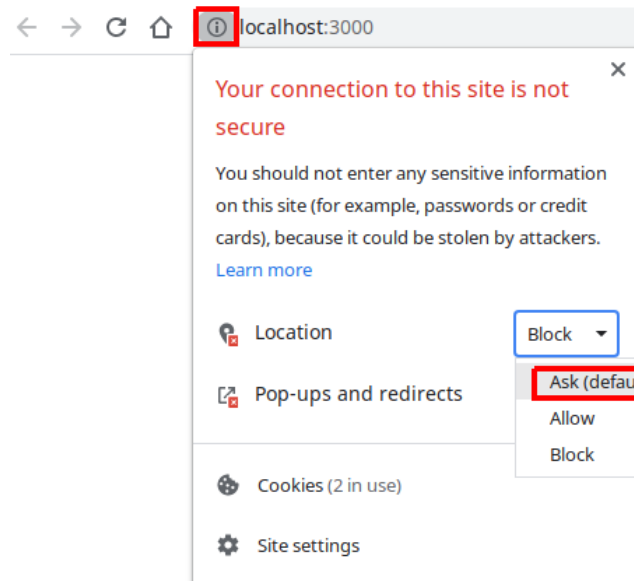 localhost:3000
Your connection to this site is not
secure
You should not enter any sensitive information
on this site (for example, passwords or credit
cards), because it could be stolen by attackers.
Learn more
Location
Block
Ask (defau
Pop-ups and redirects
Allow
Block
Cookies (2 in use)
Site settings